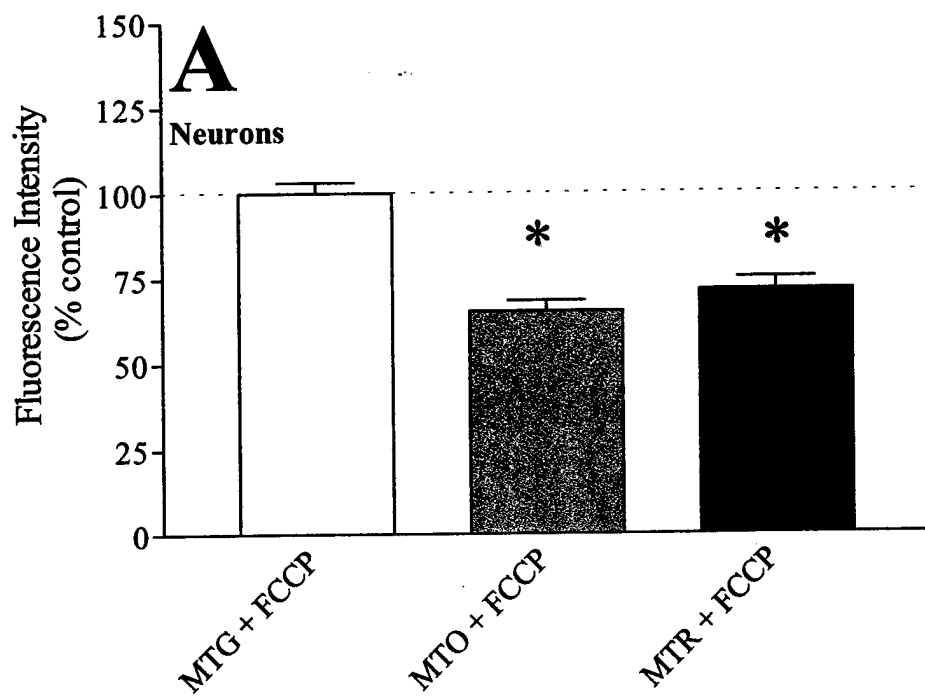 A
Neurons
Fluorescence Intensity
(% control)
150
125
100
75
50
25
0
*
*
MTG + FCCP
MTO + FCCP
MTR + FCCP